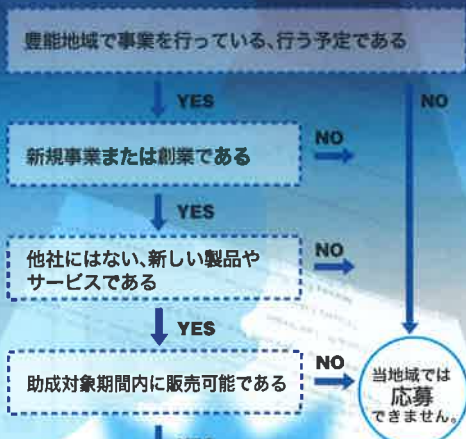 豊能地域で事業を行っている、行う予定である
YES
NO
新規事業または創業である
NO
YES
他社にはない、新しい製品や
サービスである
NO
YES
助成対象期間内に販売可能である
NO
当地域では
応募
できません。